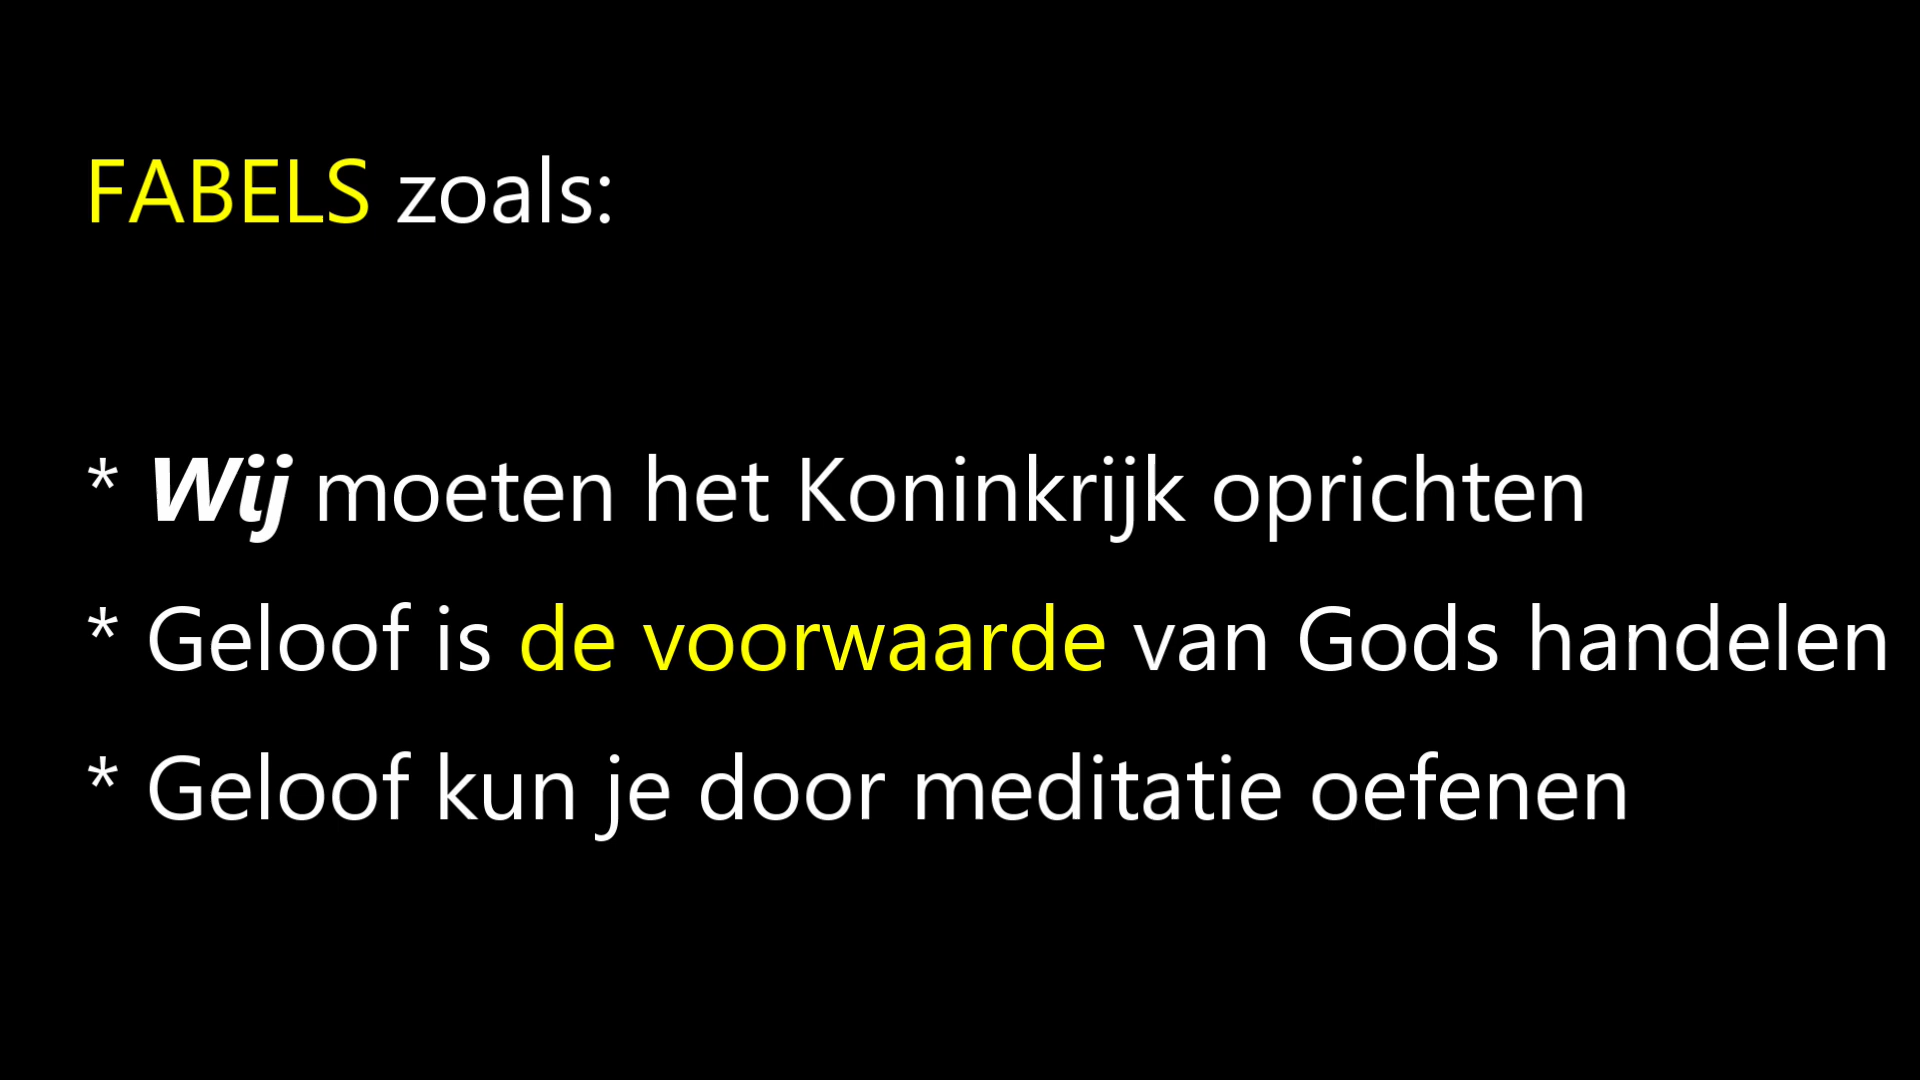 FABELS zoals:
* Wij moeten het Koninkrijk oprichten
* Geloof is de voorwaarde van Gods handelen
* Geloof kun je door meditatie oefenen